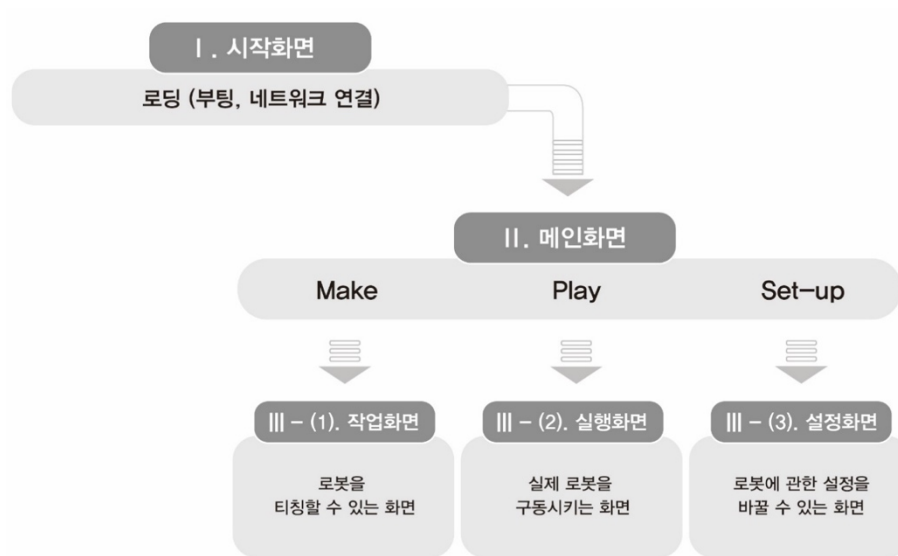 Ⅰ. 시작화면
로딩 (부팅, 네트워크 연결)
II. 메인화면
Make Play Set-up
Ⅲ - (1). 작업화면
로봇을
티칭할 수 있는 화면
Ⅲ - (2). 실행화면
실제 로봇을
구동시키는 화면
Ⅲ - (3). 설정화면
로봇에 관한 설정을
바꿀 수 있는 화면